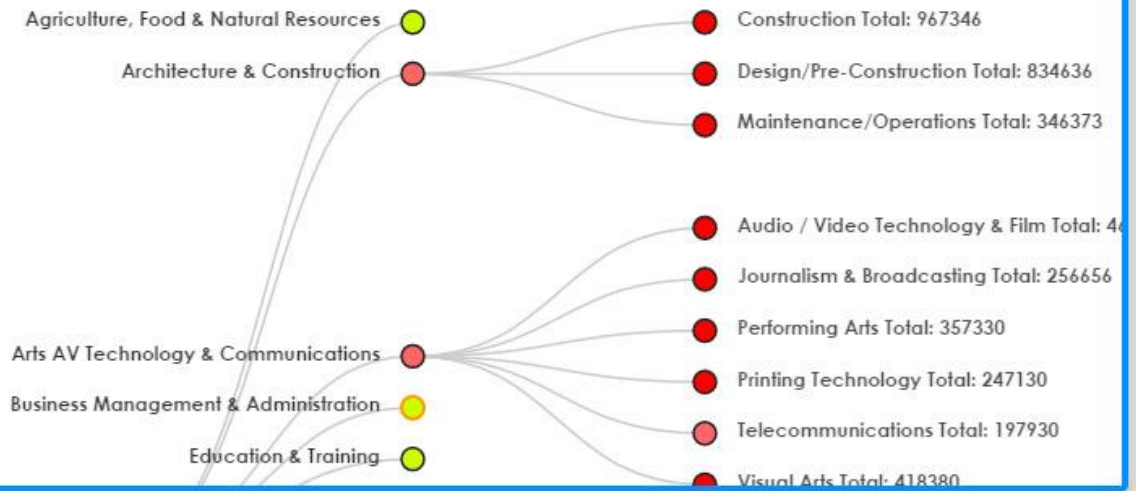 Agriculture, Food & Natural Resources
Construction Total: 967346
Architecture & Construction
Design/Pre-Construction Total: 834636
Maintenance/Operations Total: 346373
Audio / Video Technology & Film Total:
Journalism & Broadcasting Total: 256656
Arts AV Technology & Communications
Performing Arts Total: 357330
Printing Technology Total: 247130
Business Management & Administration
Telecommunications Total: 197930
Education & Training
Visual Arts Total: 418380